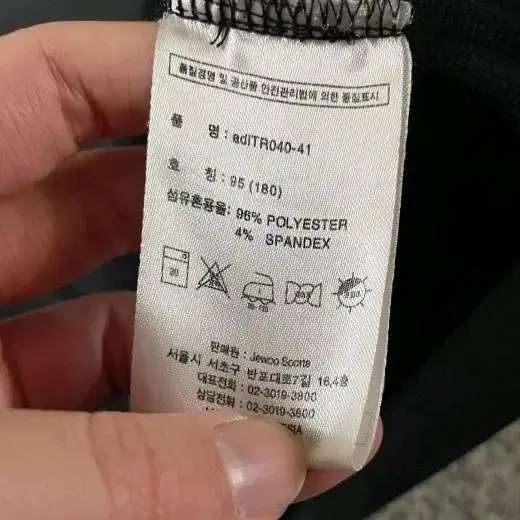 품질경영 및 공산품 안전관리법에 의한 품질표시
품 명 : adiTR040-41
호 칭 : 95 (180)
섬유혼용율: 96% POLYESTER
4% SPANDEX
30
판매원 : Jewoo Sports
서울시 서초구 반포대로7길 16,4층
대표전화 : 02-3019-3800
상담전화 : 02-3019-3800